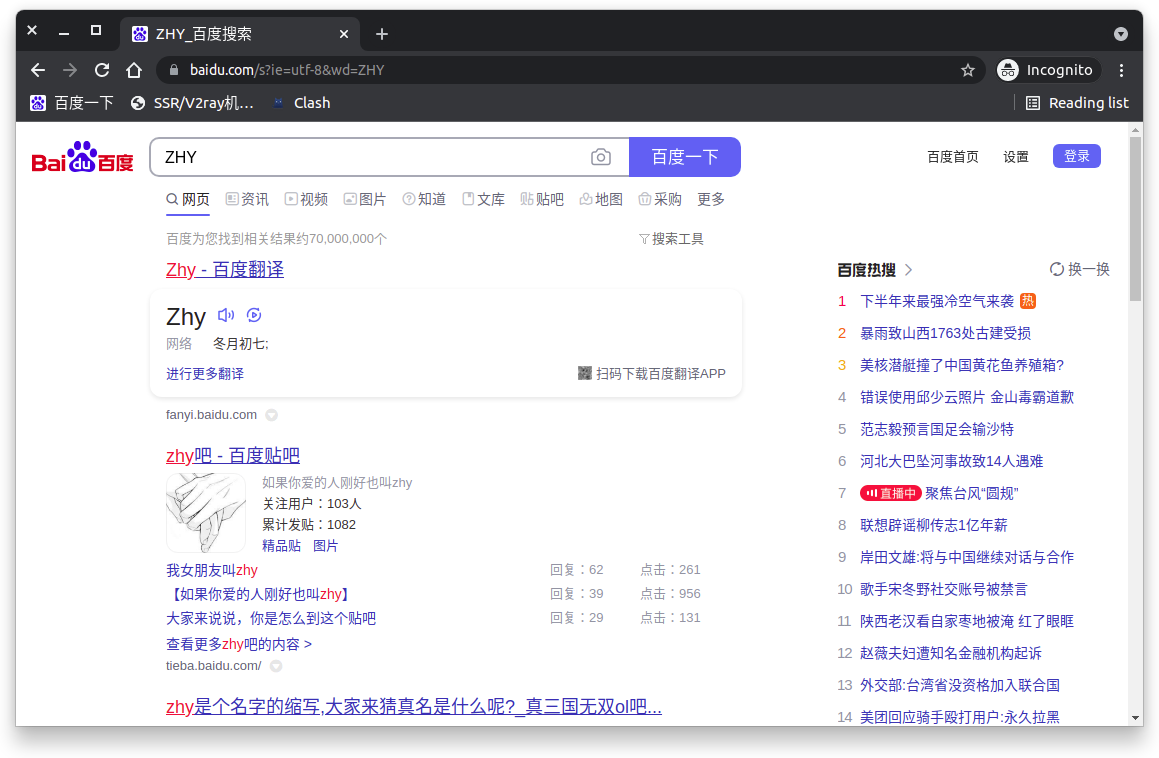 ZHY_百度搜索
baidu.com/s?ie=utf-8&wd=ZHY
Incognito
百度一下
SSR/V2ray机...
Clash
Reading list
Bai du 百度
ZHY
百度一下
百度首页
设置
登录
网页
资讯
视频
图片
知道
文库
贴吧
地图
采购
更多
百度为您找到相关结果约70,000,000个
搜索工具
Zhy - 百度翻译
Zhy
网络 冬月初七;
进行更多翻译
扫码下载百度翻译APP
fanyi.baidu.com
zhy吧 - 百度贴吧
如果你爱的人刚好也叫zhy
关注用户：103人
累计发贴：1082
精品贴 图片
我女朋友叫zhy 回复：62 点击：261
【如果你爱的人刚好也叫zhy】 回复：39 点击：956
大家来说说，你是怎么到这个贴吧 回复：29 点击：131
查看更多zhy吧的内容 >
tieba.baidu.com/
zhy是个名字的缩写,大家来猜真名是什么呢?_真三国无双ol吧...
百度热搜
换一换
1 下半年来最强冷空气来袭 热
2 暴雨致山西1763处古建受损
3 美核潜艇撞了中国黄花鱼养殖箱?
4 错误使用邱少云照片 金山毒霸道歉
5 范志毅预言国足会输沙特
6 河北大巴坠河事故致14人遇难
7 直播中 聚焦台风“圆规”
8 联想辟谣柳传志1亿年薪
9 岸田文雄:将与中国继续对话与合作
10 歌手宋冬野社交账号被禁言
11 陕西老汉看自家枣地被淹 红了眼眶
12 赵薇夫妇遭知名金融机构起诉
13 外交部:台湾省没资格加入联合国
14 美团回应骑手殴打用户:永久拉黑